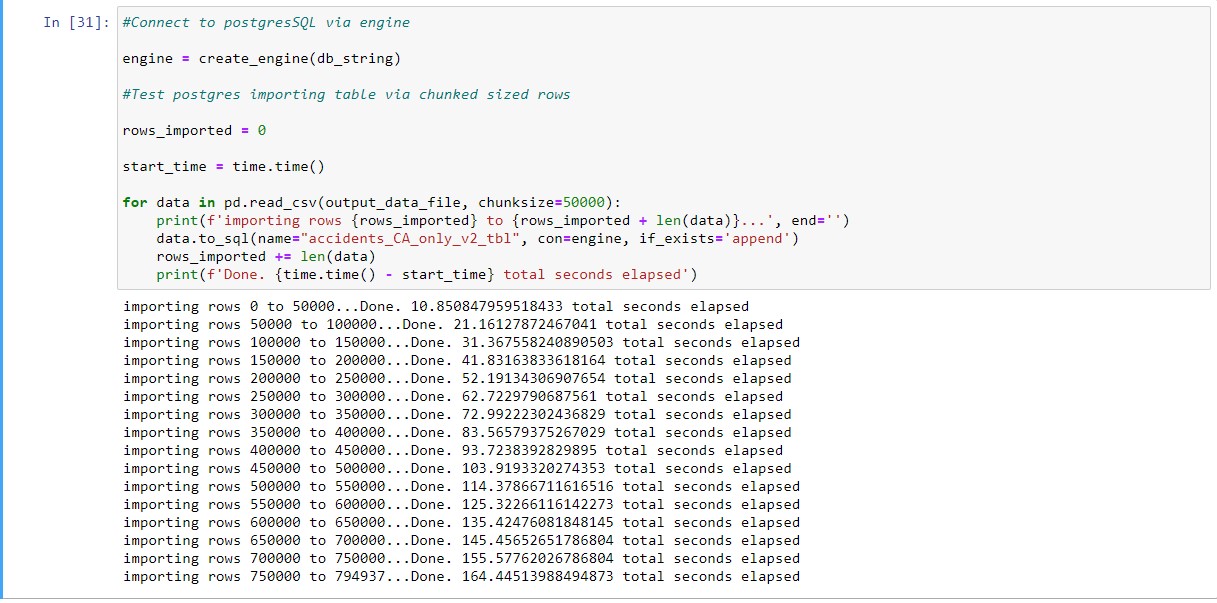 In [31]: #Connect to postgresSQL via engine
engine = create_engine(db_string)
#Test postgres importing table via chunked sized rows
rows_imported = 0
start_time = time.time()
for data in pd.read_csv(output_data_file, chunksize=50000):
    print(f'importing rows {rows_imported} to {rows_imported + len(data)}...', end='')
    data.to_sql(name="accidents_CA_only_v2_tbl", con=engine, if_exists='append')
    rows_imported += len(data)
    print(f'Done. {time.time() - start_time} total seconds elapsed')
importing rows 0 to 50000...Done. 10.850847959518433 total seconds elapsed
importing rows 50000 to 100000...Done. 21.16127872467041 total seconds elapsed
importing rows 100000 to 150000...Done. 31.367558240890503 total seconds elapsed
importing rows 150000 to 200000...Done. 41.83163833618164 total seconds elapsed
importing rows 200000 to 250000...Done. 52.19134306907654 total seconds elapsed
importing rows 250000 to 300000...Done. 62.7229790687561 total seconds elapsed
importing rows 300000 to 350000...Done. 72.99222302436829 total seconds elapsed
importing rows 350000 to 400000...Done. 83.56579375267029 total seconds elapsed
importing rows 400000 to 450000...Done. 93.7238392829895 total seconds elapsed
importing rows 450000 to 500000...Done. 103.9193320274353 total seconds elapsed
importing rows 500000 to 550000...Done. 114.37866711616516 total seconds elapsed
importing rows 550000 to 600000...Done. 125.32266116142273 total seconds elapsed
importing rows 600000 to 650000...Done. 135.42476081848145 total seconds elapsed
importing rows 650000 to 700000...Done. 145.45652651786804 total seconds elapsed
importing rows 700000 to 750000...Done. 155.57762026786804 total seconds elapsed
importing rows 750000 to 794937...Done. 164.44513988494873 total seconds elapsed